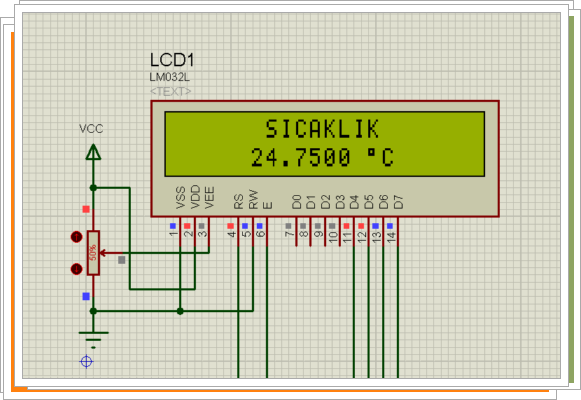 LCD1
LM032L
<TEXT>
VCC
SICAKLIK
24.7500 °C
VSS VDD VEE RS RW E D0 D1 D2 D3 D4 D5 D6 D7
1 2 3 4 5 6 7 8 9 10 11 12 13 14
50%